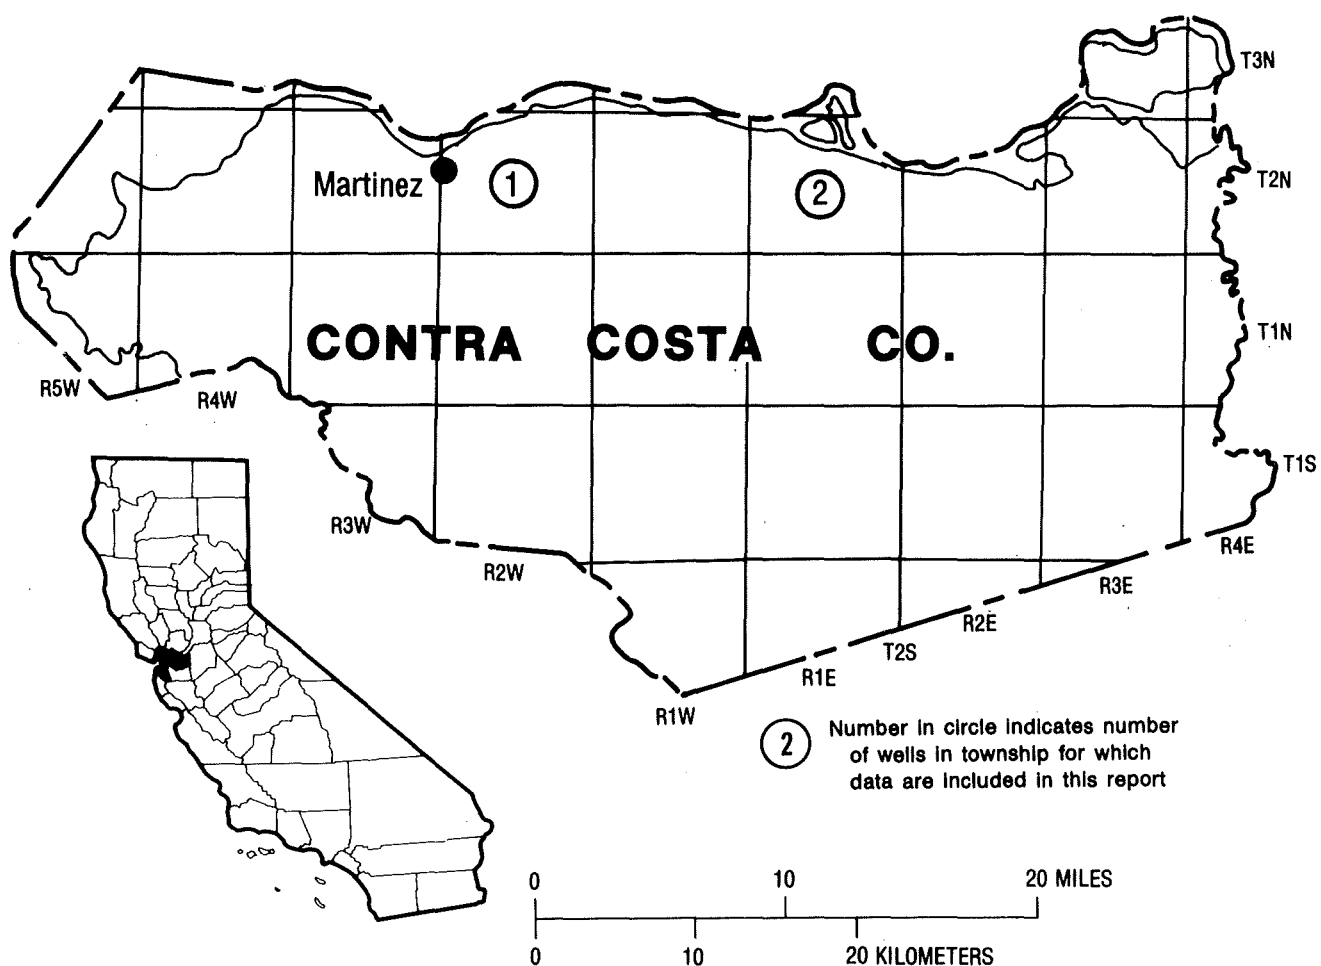 T3N
Martinez
1
2
T2N
CONTRA COSTA CO.
T1N
R5W
R4W
T1S
R3W
R2W
R4E
R3E
R2E
T2S
R1E
R1W
2
Number in circle indicates number
of wells in township for which
data are included in this report
0 10 20 MILES
0 10 20 KILOMETERS